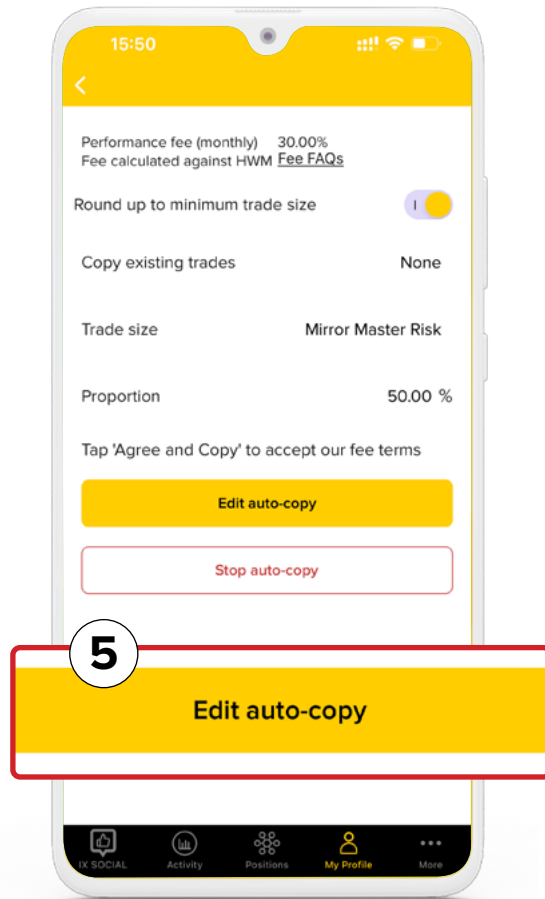 15:50
Performance fee (monthly) 30.00%
Fee calculated against HWM Fee FAQs
Round up to minimum trade size
Copy existing trades None
Trade size Mirror Master Risk
Proportion 50.00 %
Tap 'Agree and Copy' to accept our fee terms
Edit auto-copy
Stop auto-copy
5
Edit auto-copy
IX SOCIAL Activity Positions My Profile More